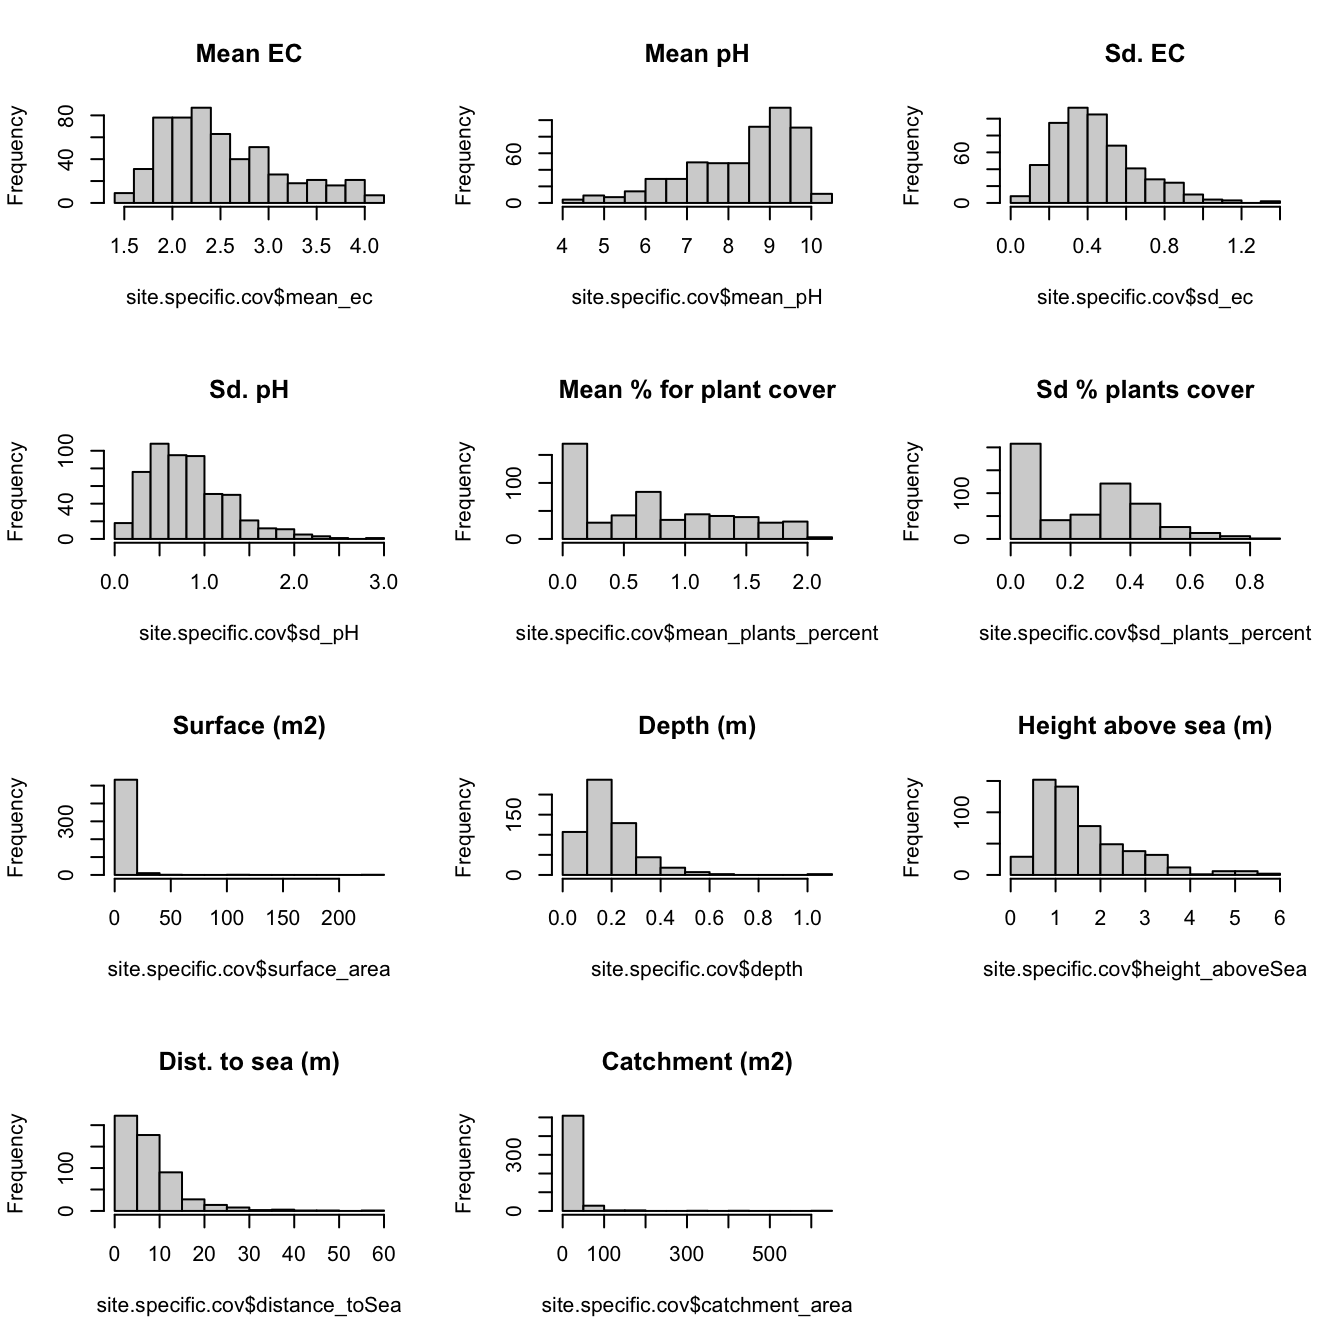 Mean EC
Frequency
0 40 80
1.5 2.0 2.5 3.0 3.5 4.0
site.specific.cov$mean_ec
Mean pH
Frequency
0 60
4 5 6 7 8 9 10
site.specific.cov$mean_pH
Sd. EC
Frequency
0 60
0.0 0.4 0.8 1.2
site.specific.cov$sd_ec
Sd. pH
Frequency
0 40 100
0.0 1.0 2.0 3.0
site.specific.cov$sd_pH
Mean % for plant cover
Frequency
0 100
0.0 0.5 1.0 1.5 2.0
site.specific.cov$mean_plants_percent
Sd % plants cover
Frequency
0 100
0.0 0.2 0.4 0.6 0.8
site.specific.cov$sd_plants_percent
Surface (m2)
Frequency
0 300
0 50 100 150 200
site.specific.cov$surface_area
Depth (m)
Frequency
0 150
0.0 0.2 0.4 0.6 0.8 1.0
site.specific.cov$depth
Height above sea (m)
Frequency
0 100
0 1 2 3 4 5 6
site.specific.cov$height_aboveSea
Dist. to sea (m)
Frequency
0 100
0 10 20 30 40 50 60
site.specific.cov$distance_toSea
Catchment (m2)
Frequency
0 300
0 100 300 500
site.specific.cov$catchment_area